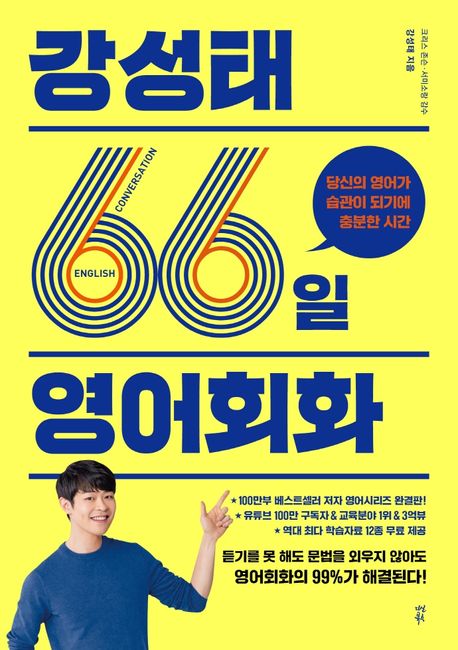 강성태
크리스 존슨·서미소랑 감수
강성태 지음
66일
CONVERSATION
ENGLISH
당신의 영어가
습관이 되기에
충분한 시간
영어회화
★100만부 베스트셀러 저자 영어시리즈 완결판!
★유튜브 100만 구독자 & 교육분야 1위 & 3억뷰
★역대 최다 학습자료 12종 무료 제공
듣기를 못 해도 문법을 외우지 않아도
영어회화의 99%가 해결된다!
다산북스